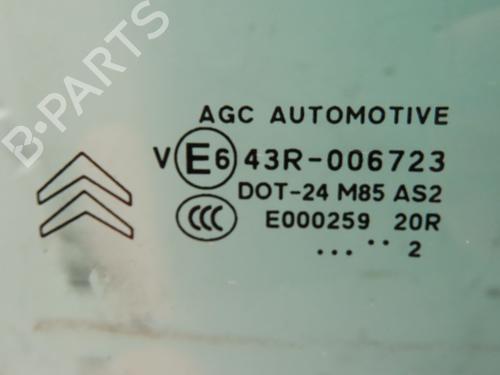 B-PARTS
AGC AUTOMOTIVE
V E6 43R-006723
DOT-24 M85 AS2
CCC E000259 20R
.... ·· 2